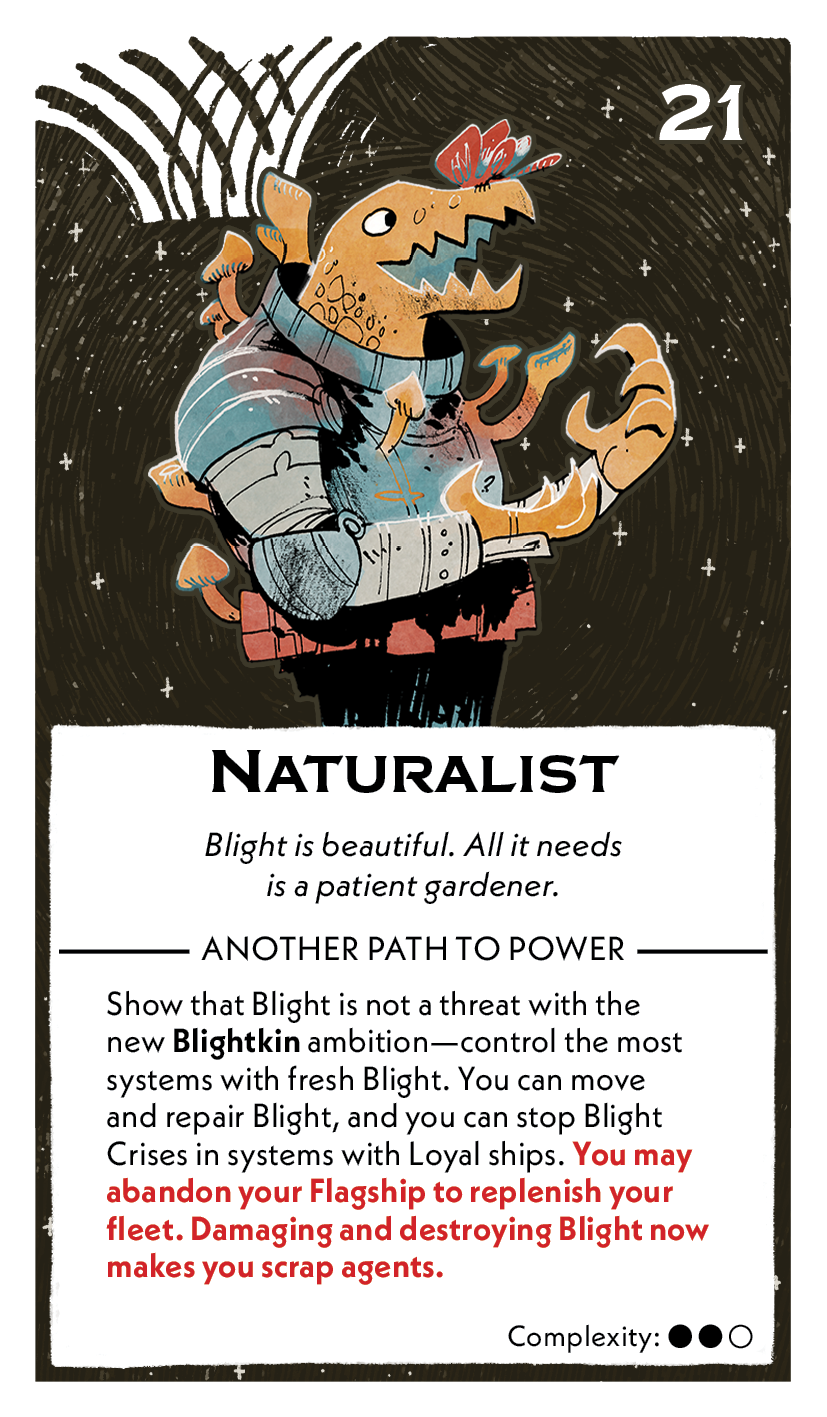 21
Naturalist
Blight is beautiful. All it needs
is a patient gardener.
ANOTHER PATH TO POWER
Show that Blight is not a threat with the
new Blightkin ambition—control the most
systems with fresh Blight. You can move
and repair Blight, and you can stop Blight
Crises in systems with Loyal ships. You may
abandon your Flagship to replenish your
fleet. Damaging and destroying Blight now
makes you scrap agents.
Complexity: ●●○